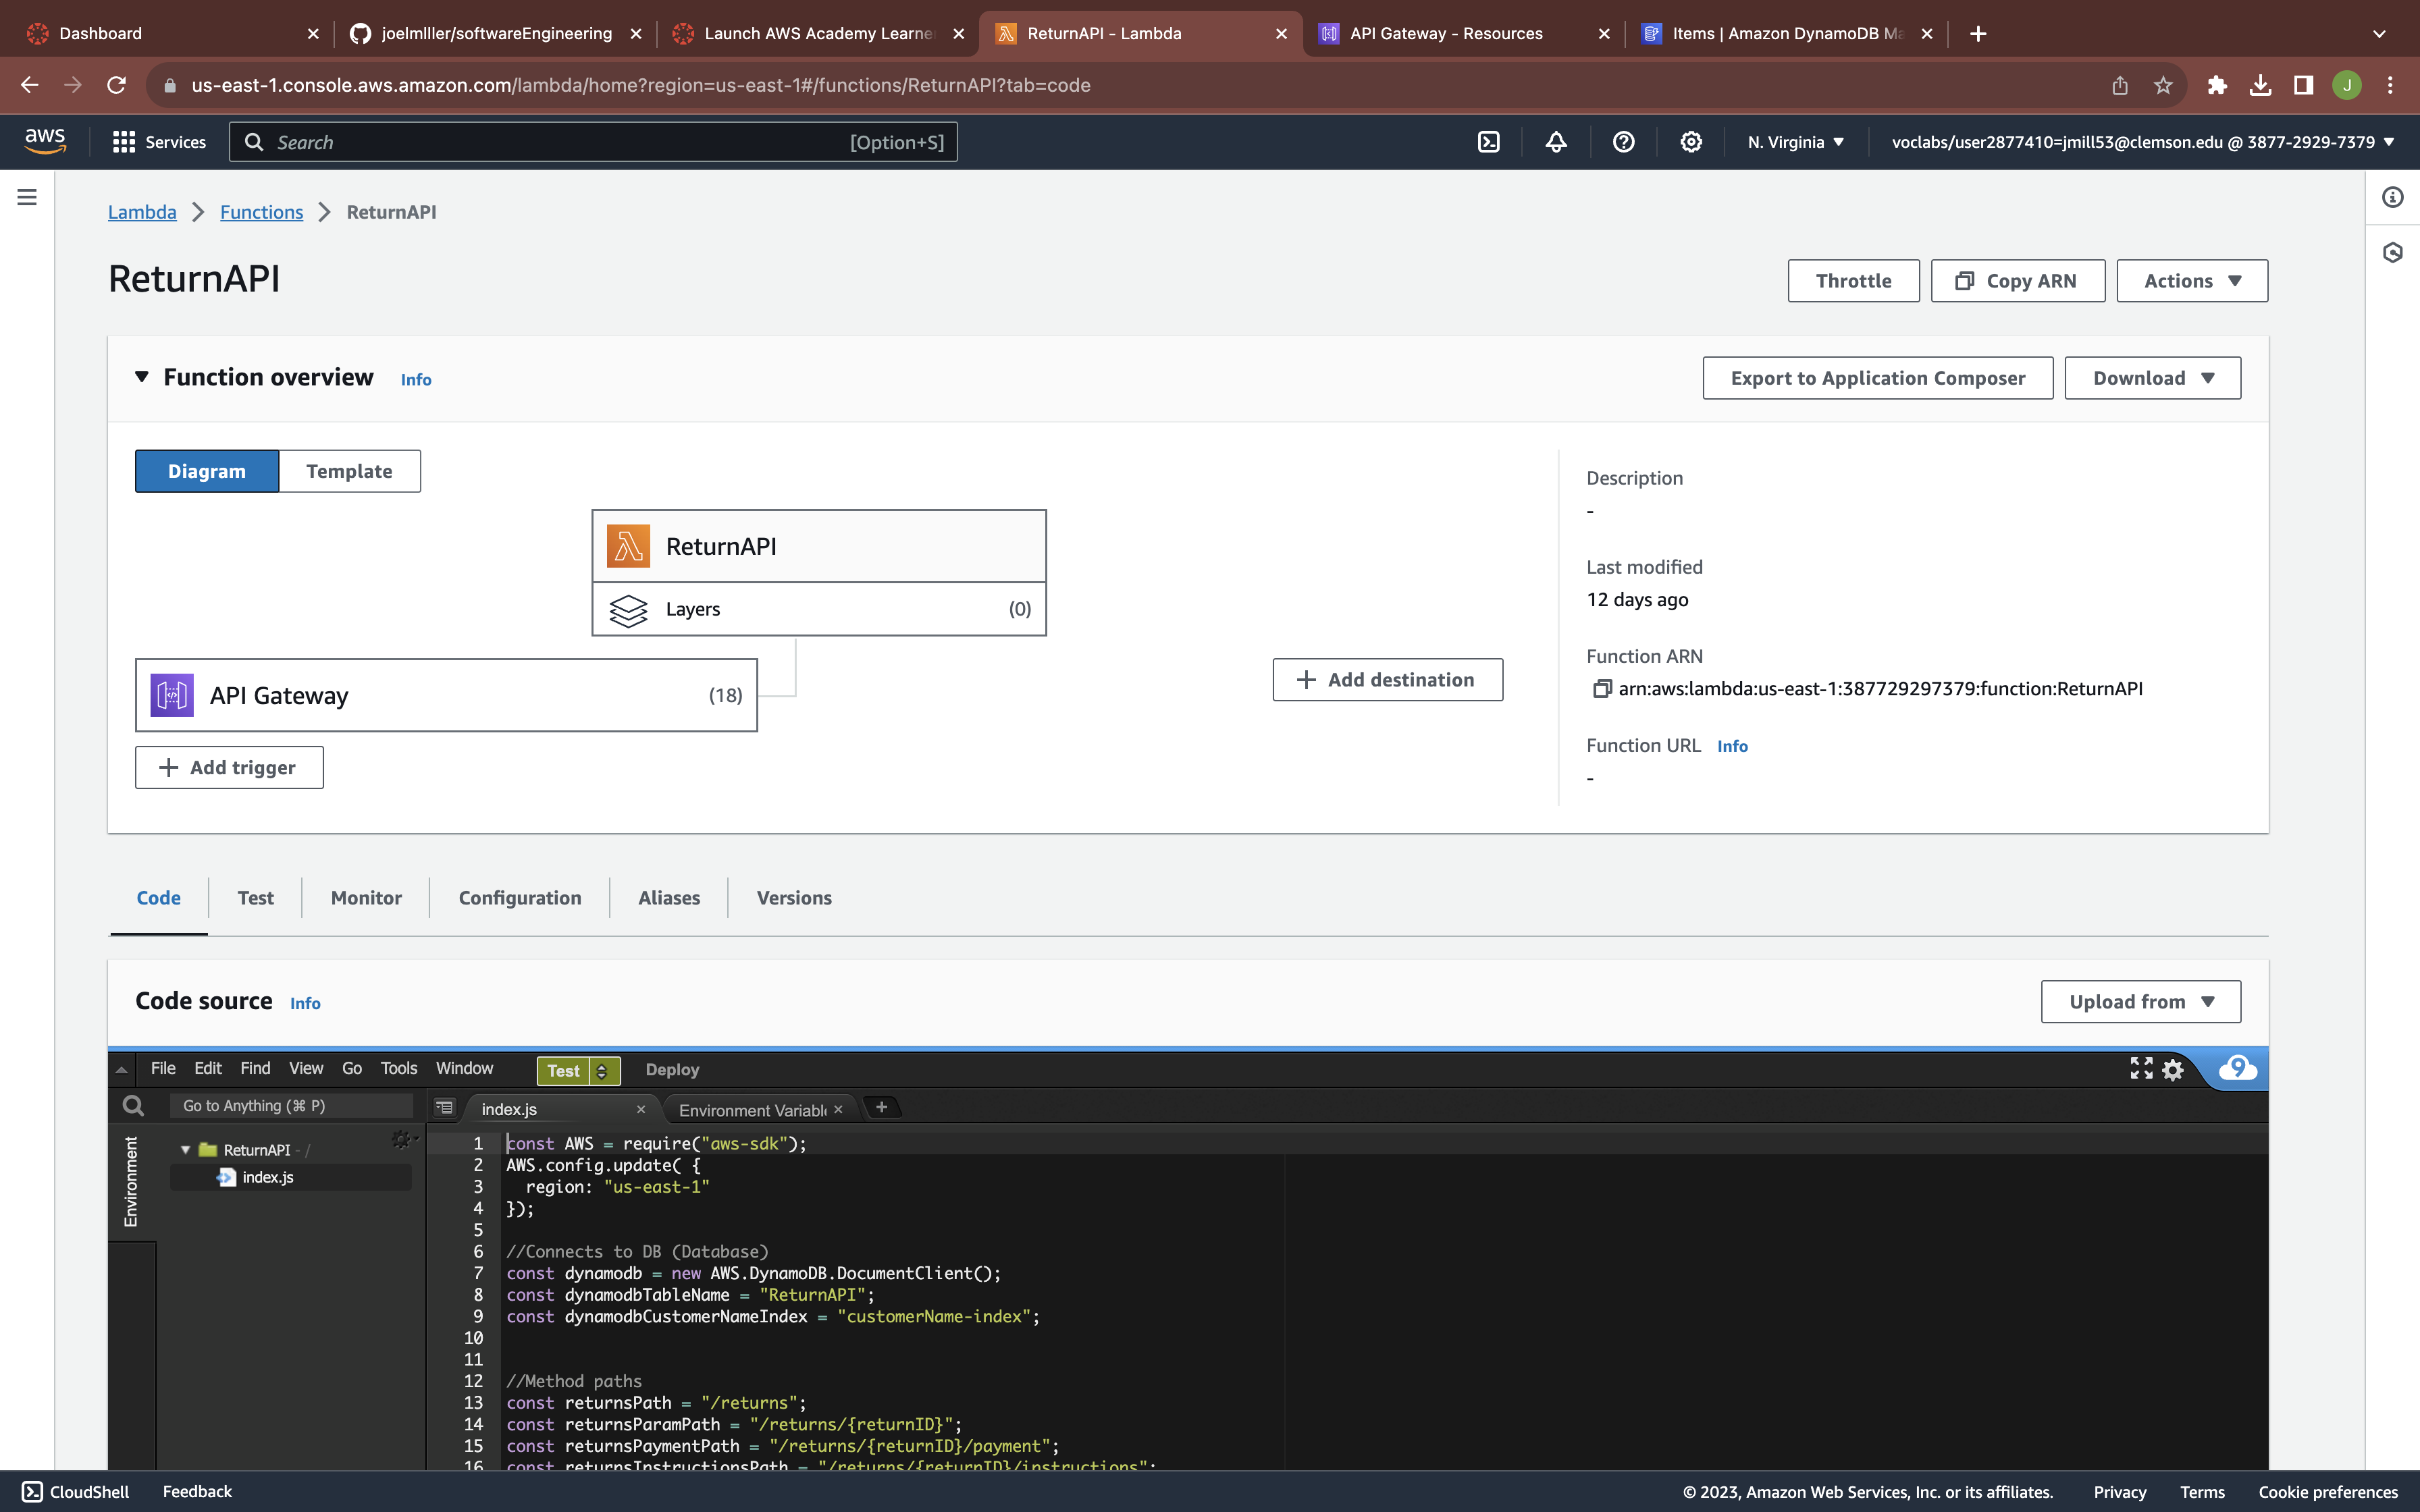 Dashboard
joelmlller/softwareEngineering
Launch AWS Academy Learne
ReturnAPI - Lambda
API Gateway - Resources
Items | Amazon DynamoDB Ma
us-east-1.console.aws.amazon.com/lambda/home?region=us-east-1#/functions/ReturnAPI?tab=code
J
aws
Services
Search
[Option+S]
N. Virginia
voclabs/user2877410=jmill53@clemson.edu @ 3877-2929-7379
Lambda
Functions
ReturnAPI
ReturnAPI
Throttle
Copy ARN
Actions
Function overview Info
Export to Application Composer
Download
Diagram
Template
ReturnAPI
Layers (0)
API Gateway (18)
+ Add trigger
+ Add destination
Description
-
Last modified
12 days ago
Function ARN
arn:aws:lambda:us-east-1:387729297379:function:ReturnAPI
Function URL Info
-
Code
Test
Monitor
Configuration
Aliases
Versions
Code source Info
Upload from
File Edit Find View Go Tools Window
Test
Deploy
9
Go to Anything (⌘ P)
index.js
Environment Variabl
Environment
ReturnAPI - /
index.js
1 const AWS = require("aws-sdk");
2 AWS.config.update( {
3 region: "us-east-1"
4 });
5
6 //Connects to DB (Database)
7 const dynamodb = new AWS.DynamoDB.DocumentClient();
8 const dynamodbTableName = "ReturnAPI";
9 const dynamodbCustomerNameIndex = "customerName-index";
10
11
12 //Method paths
13 const returnsPath = "/returns";
14 const returnsParamPath = "/returns/{returnID}";
15 const returnsPaymentPath = "/returns/{returnID}/payment";
16 const returnsInstructionsPath = "/returns/{returnID}/instructions";
CloudShell
Feedback
© 2023, Amazon Web Services, Inc. or its affiliates.
Privacy
Terms
Cookie preferences